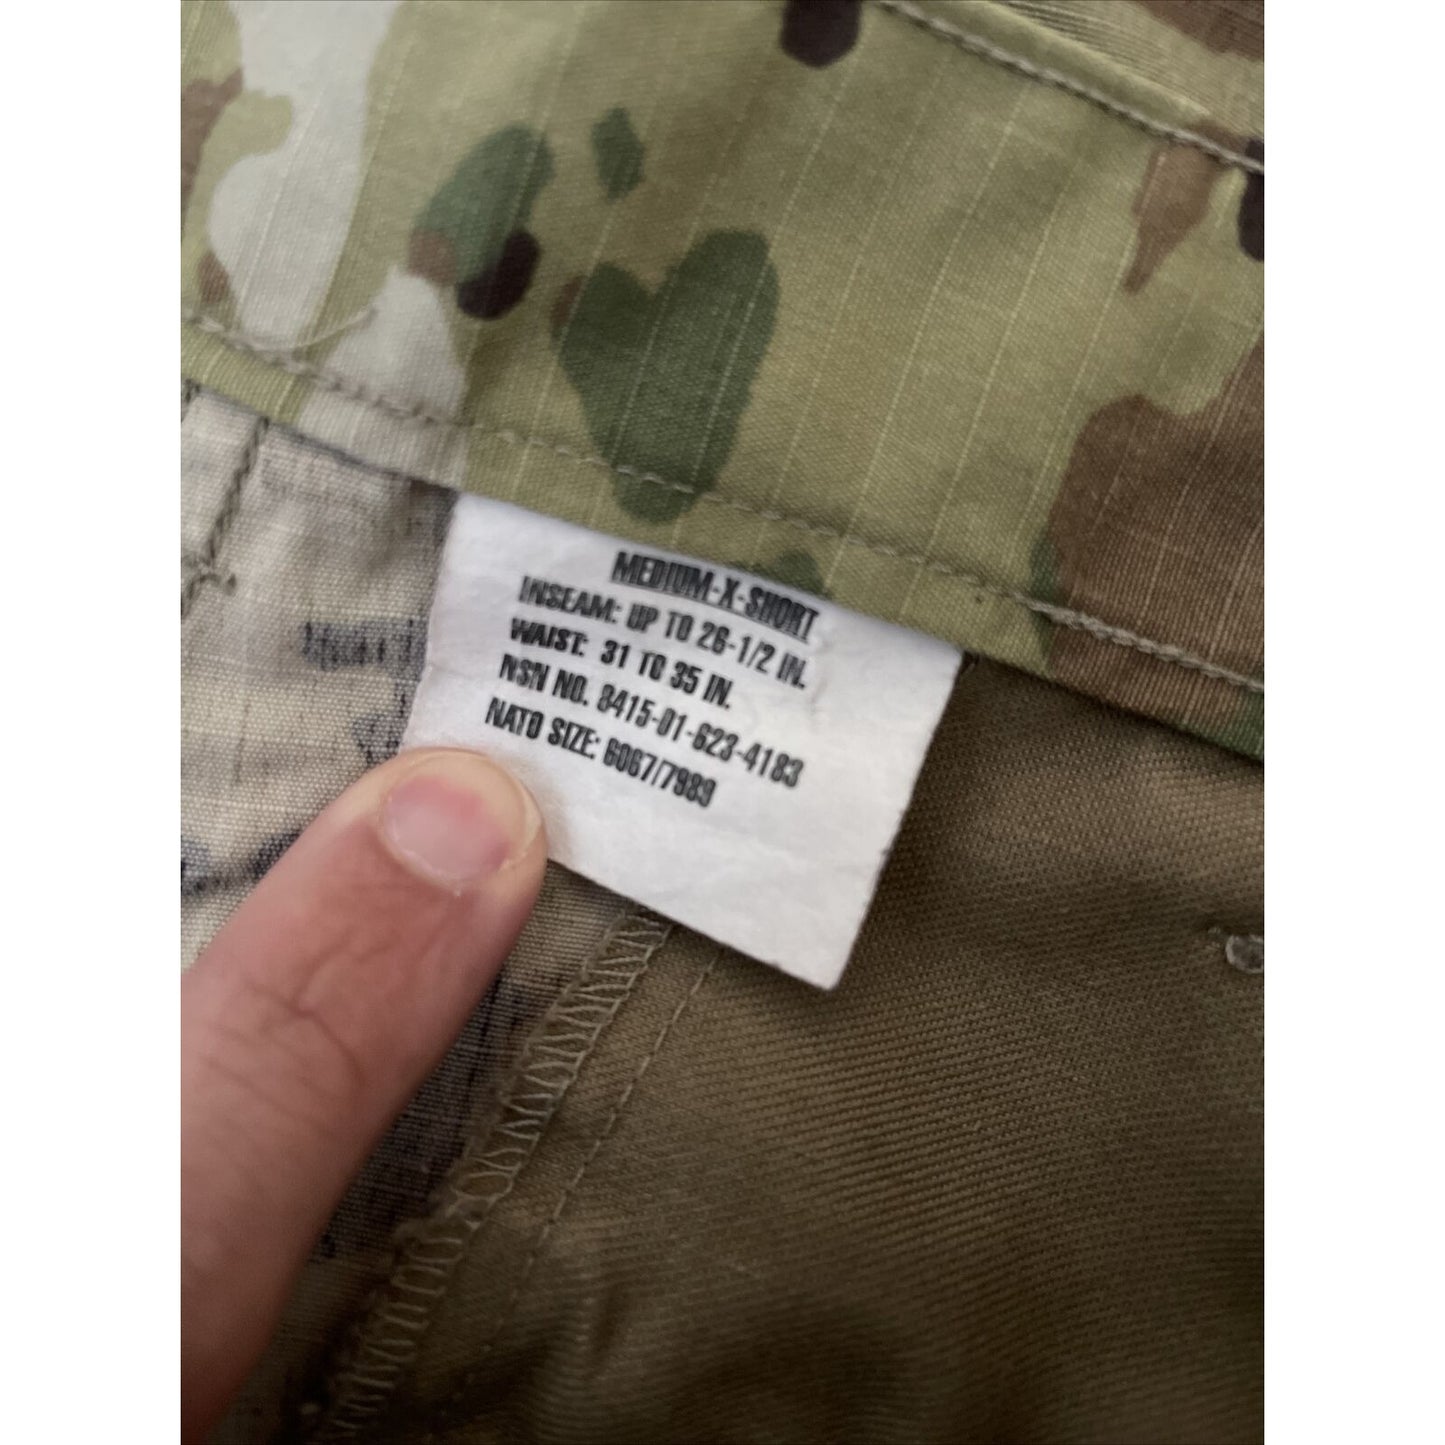 MEDIUM-X-SHORT
INSEAM: UP TO 26-1/2 IN.
WAIST: 31 TO 35 IN.
NSN NO. 8415-01-623-4183
NATO SIZE: 6067/7989